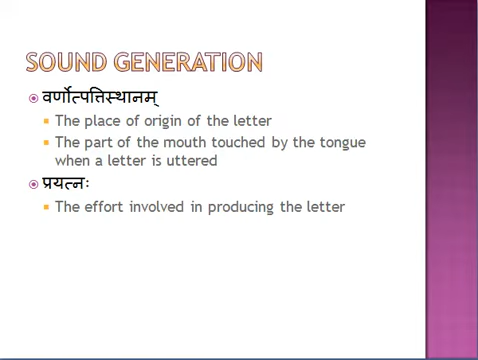 SOUND GENERATION
वर्णोत्पत्तिस्थानम्
The place of origin of the letter
The part of the mouth touched by the tongue
when a letter is uttered
प्रयत्नः
The effort involved in producing the letter